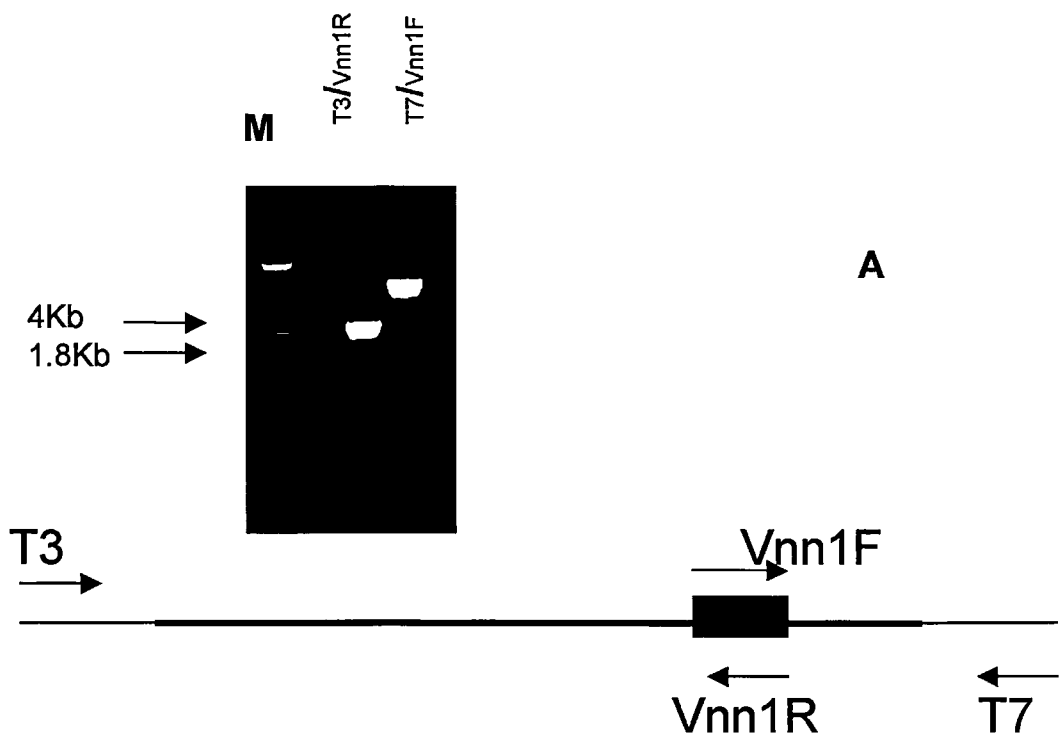 T3/Vnn1R
T7/Vnn1F
M
A
4Kb
1.8Kb
T3
Vnn1F
Vnn1R
T7